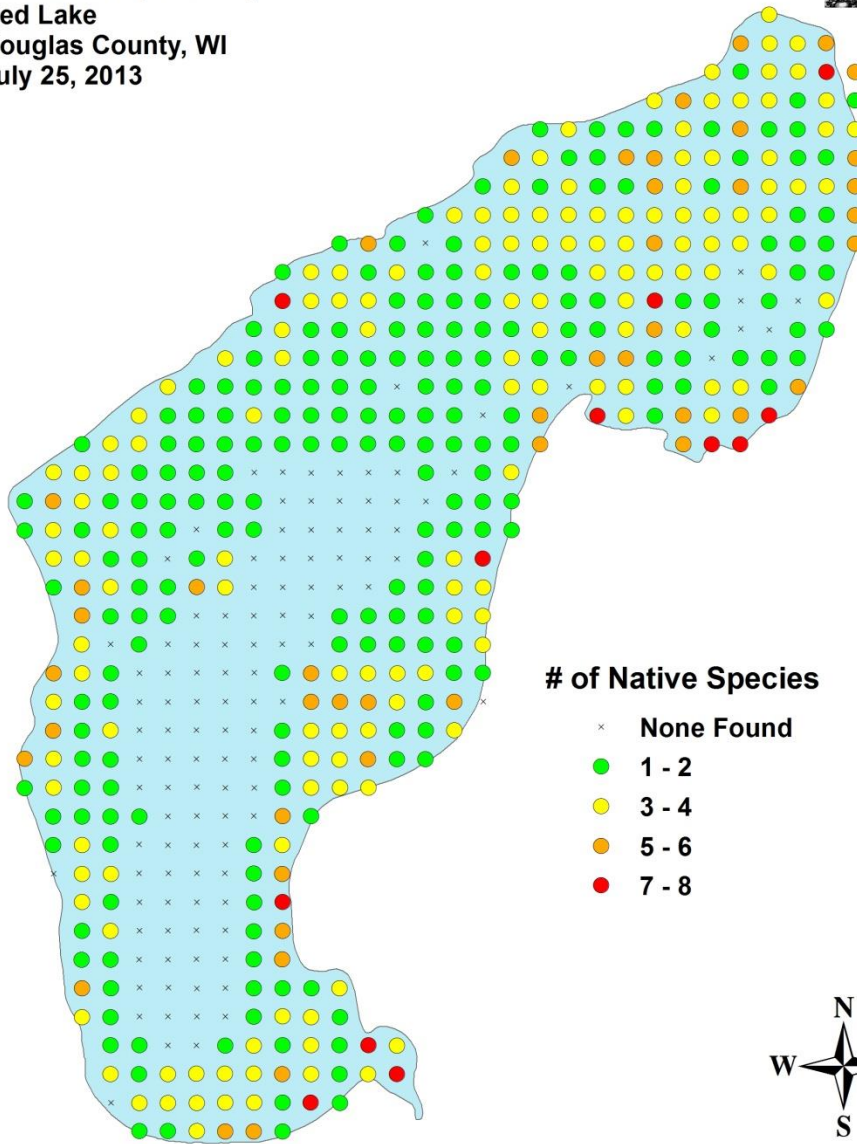 ed Lake
ouglas County, WI
uly 25, 2013
# of Native Species
× None Found
1 - 2
3 - 4
5 - 6
7 - 8
N
W
S